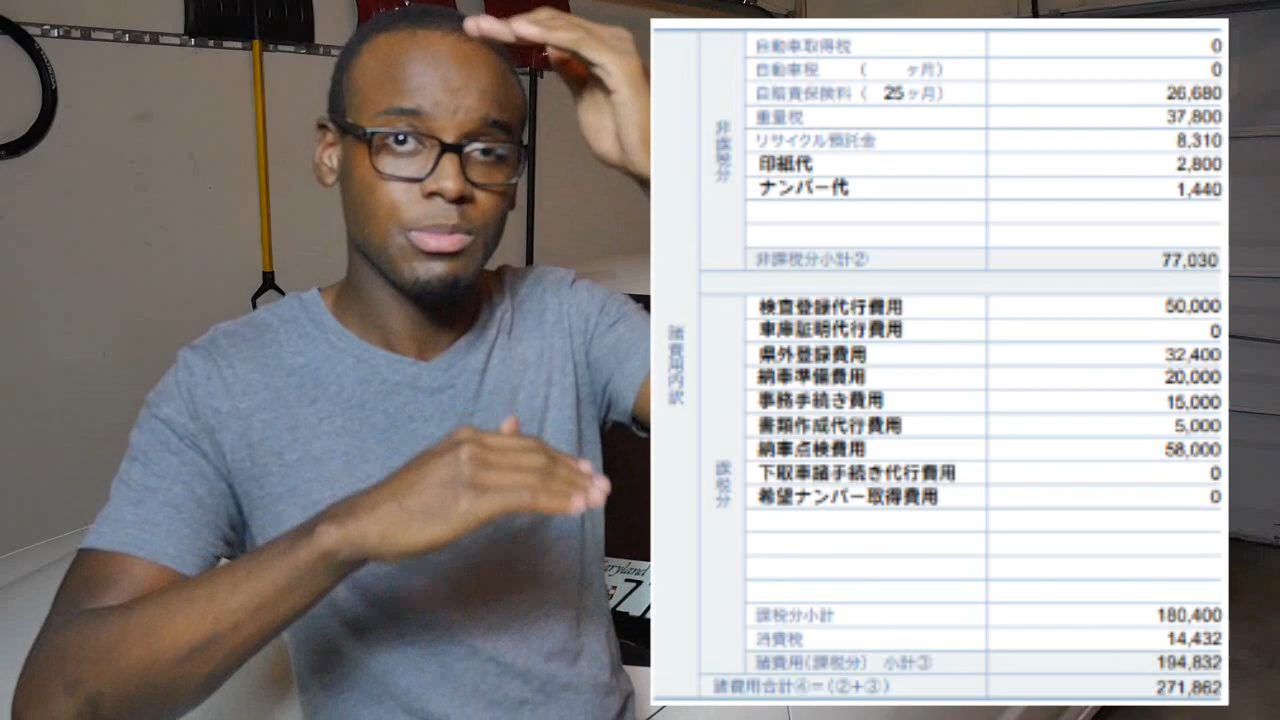 諸費用内訳
非課税分
自動車取得税 0
自動車税 ( ヶ月) 0
自賠責保険料 ( 25ヶ月) 26,680
重量税 37,800
リサイクル預託金 8,310
印紙代 2,800
ナンバー代 1,440
非課税分小計② 77,030
課税分
検査登録代行費用 50,000
車庫証明代行費用 0
県外登録費用 32,400
納車準備費用 20,000
事務手続き費用 15,000
書類作成代行費用 5,000
納車点検費用 58,000
下取車諸手続き代行費用 0
希望ナンバー取得費用 0
課税分小計 180,400
消費税 14,432
諸費用(課税分) 小計③ 194,832
諸費用合計④=(②+③) 271,862